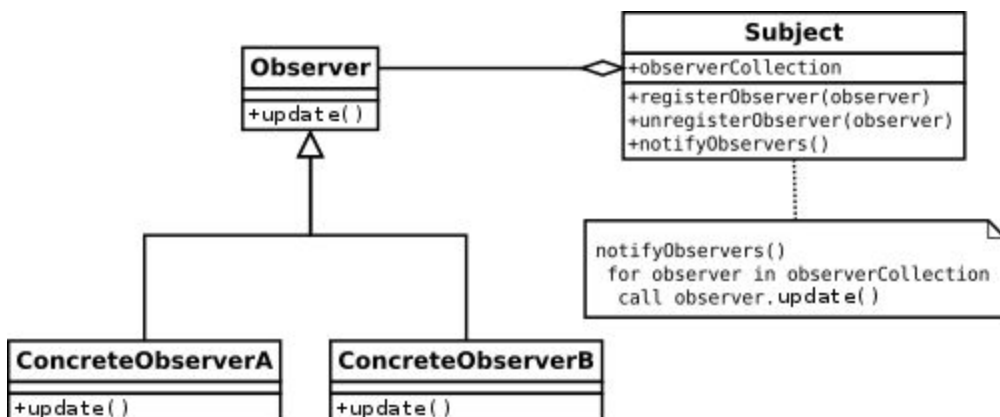 Subject
Observer
+observerCollection
+update()
+registerObserver(observer)
+unregisterObserver(observer)
+notifyObservers()
notifyObservers()
for observer in observerCollection
call observer.update()
ConcreteObserverA
+update()
ConcreteObserverB
+update()